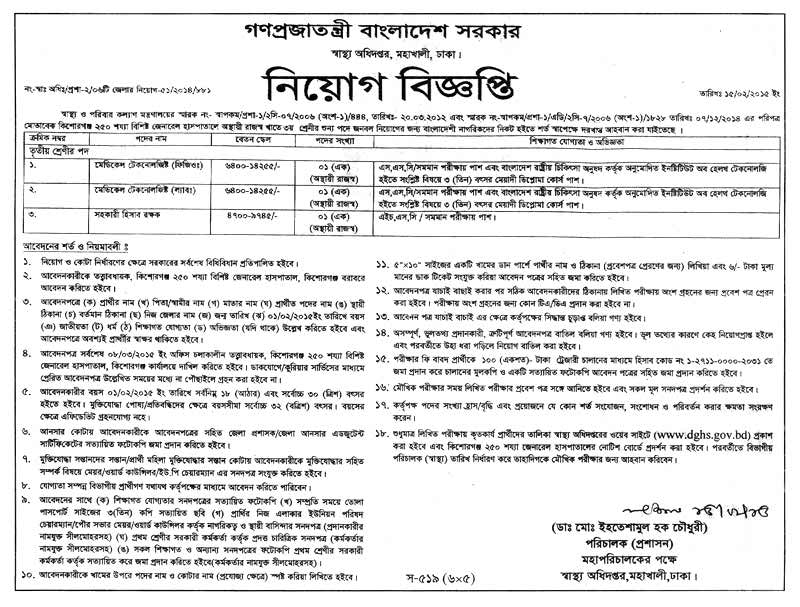 গণপ্রজাতন্ত্রী বাংলাদেশ সরকার
স্বাস্থ্য অধিদপ্তর, মহাখালী, ঢাকা।
নিয়োগ বিজ্ঞপ্তি
নং-স্বাঃ অধিঃ/প্রশা-২/০৬টি জেলার নিয়োগ-৫১/২০১৪/৮৮১ তারিখঃ ১৫/০২/২০১৫ ইং
স্বাস্থ্য ও পরিবার কল্যাণ মন্ত্রণালয়ের স্মারক নং- স্বাপকম/প্রশা-১/২সি-০৭/২০০৬ (অংশ-১)/৪৪৪, তারিখঃ- ২০.০৩.২০১২ এবং স্মারক নং-স্বাপকম/প্রশা-১/এডি/২সি-৭/২০০৬ (অংশ-১)/১৮২৮ তারিখঃ ০৭/১২/২০১৪ এর পরিপত্র
মোতাবেক কিশোরগঞ্জ ২৫০ শয্যা বিশিষ্ট জেনারেল হাসপাতালে অস্থায়ী রাজস্ব খাতে ৩য় শ্রেণীর শুন্য পদে জনবল নিয়োগের জন্য বাংলাদেশী নাগরিকদের নিকট হইতে শর্ত সাপেক্ষে দরখাস্ত আহবান করা যাইতেছে।
ক্রমিক নম্বর পদের নাম বেতন স্কেল পদের সংখ্যা শিক্ষাগত যোগ্যতা ও অভিজ্ঞতা
তৃতীয় শ্রেণীর পদ
১. মেডিকেল টেকনোলজিষ্ট (ফিজিওঃ) ৬৪০০-১৪২৫৫/- ০১ (এক) (অস্থায়ী রাজস্ব) এস,এস,সি/সমমান পরীক্ষায় পাশ এবং বাংলাদেশ রাষ্ট্রীয় চিকিৎসা অনুষদ কর্তৃক অনুমোদিত ইনষ্টিটিউট অব হেলথ টেকনোলজি
হইতে সংশ্লিষ্ট বিষয়ে ৩ (তিন) বৎসর মেয়াদী ডিপ্লোমা কোর্স পাশ।
২. মেডিকেল টেকনোলজিষ্ট (ল্যাবঃ) ৬৪০০-১৪২৫৫/- ০১ (এক) (অস্থায়ী রাজস্ব) এস,এস,সি/সমমান পরীক্ষায় পাশ এবং বাংলাদেশ রাষ্ট্রীয় চিকিৎসা অনুষদ কর্তৃক অনুমোদিত ইনষ্টিটিউট অব হেলথ টেকনোলজি
হইতে সংশ্লিষ্ট বিষয়ে ৩ (তিন) বৎসর মেয়াদী ডিপ্লোমা কোর্স পাশ।
৩. সহকারী হিসাব রক্ষক ৪৭০০-৯৭৪৫/- ০১ (এক) (অস্থায়ী রাজস্ব) এইচ,এস,সি / সমমান পরীক্ষায় পাশ।
আবেদনের শর্ত ও নিয়মাবলী ঃ
১. নিয়োগ ও কোটা নির্ধারণের ক্ষেত্রে সরকারের সর্বশেষ বিধিবিধান প্রতিপালিত হইবে।
২. আবেদনকারীকে তত্ত্বাবধায়ক, কিশোরগঞ্জ ২৫০ শয্যা বিশিষ্ট জেনারেল হাসপাতাল, কিশোরগঞ্জ বরাবরে
আবেদন করিতে হইবে।
৩. আবেদনপত্রে (ক) প্রার্থীর নাম (খ) পিতা/স্বামীর নাম (গ) মাতার নাম (ঘ) প্রার্থীত পদের নাম (ঙ) স্থায়ী
ঠিকানা (চ) বর্তমান ঠিকানা (ছ) নিজ জেলার নাম (জ) জন্ম তারিখ (ঝ) ০১/০২/২০১৫ইং তারিখে বয়স
(ঞ) জাতীয়তা (ট) ধর্ম (ঠ) শিক্ষাগত যোগ্যতা (ড) অভিজ্ঞতা (যদি থাকে) উল্লেখ করিতে হইবে এবং
আবেদনপত্রে অবশ্যই প্রার্থীর স্বাক্ষর থাকিতে হইবে।
৪. আবেদনপত্র সর্বশেষ ০৮/০৩/২০১৫ ইং অফিস চলাকালীন তত্ত্বাবধায়ক, কিশোরগঞ্জ ২৫০ শয্যা বিশিষ্ট
জেনারেল হাসপাতাল, কিশোরগঞ্জ কার্যালয়ে দাখিল করিতে হইবে। ডাকযোগে/কুরিয়ার সার্ভিসের মাধ্যমে
প্রেরিত আবেদনপত্র উল্লেখিত সময়ের মধ্যে না পৌঁছাইলে গ্রহন করা হইবে না।
৫. আবেদনকারীর বয়স ০১/০২/২০১৫ ইং তারিখে সর্বনিম্ন ১৮ (আঠার) এবং সর্বোচ্চ ৩০ (ত্রিশ) বৎসর
হইতে হইবে। মুক্তিযোদ্ধা পোষ্য/প্রতিবন্ধিদের ক্ষেত্রে বয়সসীমা সর্বোচ্চ ৩২ (বত্রিশ) বৎসর। বয়সের
ক্ষেত্রে এফিডেভিট গ্রহনযোগ্য নহে।
৬. আনসার কোটায় আবেদনকারীকে আবেদনপত্রের সহিত জেলা প্রশাসক/জেলা আনসার এডজুটেন্ট
সার্টিফিকেটের সত্যায়িত ফটোকপি জমা প্রদান করিতে হইবে।
৭. মুক্তিযোদ্ধা সন্তানদের সন্তান/প্রার্থী মহিলা মুক্তিযোদ্ধার সন্তান কোটায় আবেদনকারীকে মুক্তিযোদ্ধার সহিত
সম্পর্ক বিষয়ে মেয়র/ওয়ার্ড কাউন্সিলর/ইউ.পি চেয়ারম্যান এর সনদপত্র সংযুক্ত করিতে হইবে।
৮. যোগ্যতা সম্পন্ন বিভাগীয় প্রার্থীগণ যথাযথ কর্তৃপক্ষের মাধ্যমে আবেদন করিতে পারিবেন।
৯. আবেদনের সাথে (ক) শিক্ষাগত যোগ্যতার সনদপত্রের সত্যায়িত ফটোকপি (খ) সম্প্রতি সময়ে তোলা
পাসপোর্ট সাইজের ৩(তিন) কপি সত্যায়িত ছবি (গ) প্রার্থির নিজ এলাকার ইউনিয়ন পরিষদ
চেয়ারম্যান/পৌর সভার মেয়র/ওয়ার্ড কাউন্সিলর কর্তৃক নাগরিকত্ব ও স্থায়ী বাসিন্দার সনদপত্র (প্রদানকারীর
নামযুক্ত সীলমোহরসহ) (ঘ) প্রথম শ্রেণীর সরকারী কর্মকর্তা কর্তৃক প্রদত্ত চারিত্রিক সনদপত্র (কর্মকর্তার
নামযুক্ত সীলমোহরসহ) (ঙ) সকল শিক্ষাগত ও অন্যান্য সনদপত্রের ফটোকপি প্রথম শ্রেণীর সরকারী
কর্মকর্তা কর্তৃক সত্যায়িত করে জমা প্রদান করিতে হইবে(কর্মকর্তার নামযুক্ত সীলমোহরসহ)।
১০. আবেদনকারীকে খামের উপরে পদের নাম ও কোটার নাম (প্রযোজ্য ক্ষেত্রে) স্পষ্ট করিয়া লিখিতে হইবে।
১১. ৫"x১০" সাইজের একটি খামের ডান পার্শে পার্থীর নাম ও ঠিকানা (প্রবেশপত্র প্রেরণের জন্য) লিখিয়া এবং ৬/- টাকা মূল্য
মানের ডাক টিকেট সংযুক্ত করিয়া আবেদন পত্রের সহিত জমা করিতে হইবে।
১২. আবেদনপত্র যাচাই বাছাই করার পর সঠিক আবেদনকারীদের ঠিকানায় লিখিত পরীক্ষায় অংশ গ্রহনের জন্য প্রবেশ পত্র প্রেরন
করা হইবে। পরীক্ষায় অংশ গ্রহনের জন্য কোন টিএ/ডিএ প্রদান করা হইবে না।
১৩. আবেদন পত্র যাচাই বাচাই এর ক্ষেত্রে কর্তৃপক্ষের সিদ্ধান্ত চূড়ান্ত বলিয়া গণ্য হইবে।
১৪. অসম্পূর্ণ, ভুলতথ্য প্রদানকারী, ত্রুটিপূর্ণ আবেদনপত্র বাতিল বলিয়া গণ্য হইবে। ভূল তথ্যের কারণে কেহ নিয়োগপ্রাপ্ত হইলে
এবং পরবর্তীতে উহা ধরা পড়িলে নিয়োগ বাতিল করা হইবে।
১৫. পরীক্ষার ফি বাবদ প্রার্থীকে ১০০ (একশত)- টাকা ট্রেজারী চালানের মাধ্যমে হিসাব কোড নং ১-২৭১১-০০০০-২০৩১ তে
জমা প্রদান করে চালানের মূলকপি ও একটি সত্যায়িত ফটোকপি আবেদন পত্রের সহিত জমা প্রদান করিতে হইবে।
১৬. মৌখিক পরীক্ষার সময় লিখিত পরীক্ষার প্রবেশ পত্র সঙ্গে আনিতে হইবে এবং সকল মূল সনদপত্র প্রদর্শন করিতে হইবে।
১৭. কর্তৃপক্ষ পদের সংখ্যা হ্রাস/বৃদ্ধি এবং প্রয়োজনে যে কোন শর্ত সংযোজন, সংশোধন ও পরিবর্তন করার ক্ষমতা সংরক্ষণ
করেন।
১৮. শুধুমাত্র লিখিত পরীক্ষায় কৃতকার্য প্রার্থীদের তালিকা স্বাস্থ্য অধিদপ্তরের ওয়েব সাইটে (www.dghs.gov.bd) প্রকাশ
করা হইবে এবং কিশোরগঞ্জ ২৫০ শয্যা জেনারেল হাসপাতালের নোটিশ বোর্ডে প্রদর্শন করা হইবে। পরবর্তীতে বিভাগীয়
পরিচালক (স্বাস্থ্য) তারিখ নির্ধারণ করে তাহাদিগকে মৌখিক পরীক্ষার জন্য আহবান করিবেন।
(ডাঃ মোঃ ইহতেশামুল হক চৌধুরী)
পরিচালক (প্রশাসন)
মহাপরিচালকের পক্ষে
স্বাস্থ্য অধিদপ্তর,মহাখালী,ঢাকা।
স-৫১৯ (৬×৫)